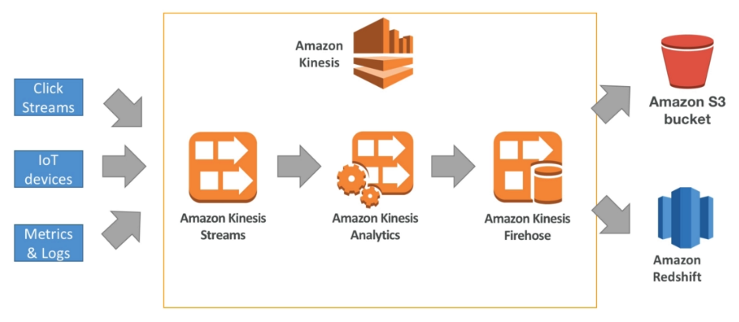 Amazon
Kinesis
Click
Streams
IoT
devices
Metrics
& Logs
Amazon Kinesis
Streams
Amazon Kinesis
Analytics
Amazon Kinesis
Firehose
Amazon S3
bucket
Amazon
Redshift